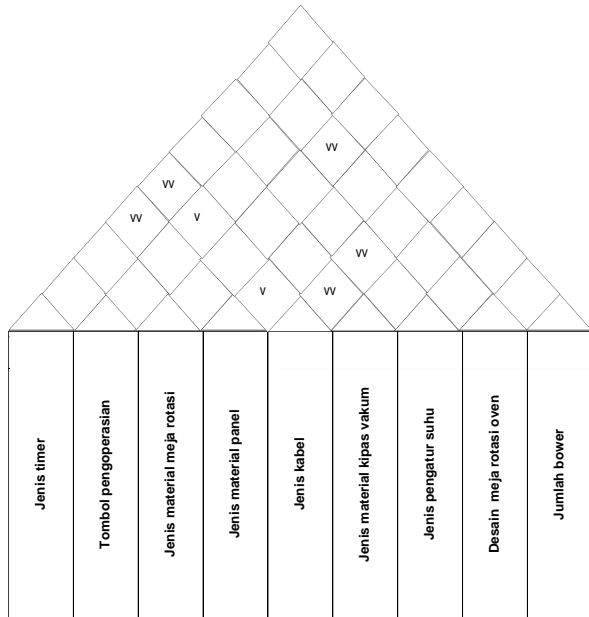 vv
vv
vv
v
vv
v
vv
Jenis timer
Tombol pengoperasian
Jenis material meja rotasi
Jenis material panel
Jenis kabel
Jenis material kipas vakum
Jenis pengatur suhu
Desain meja rotasi oven
Jumlah bower